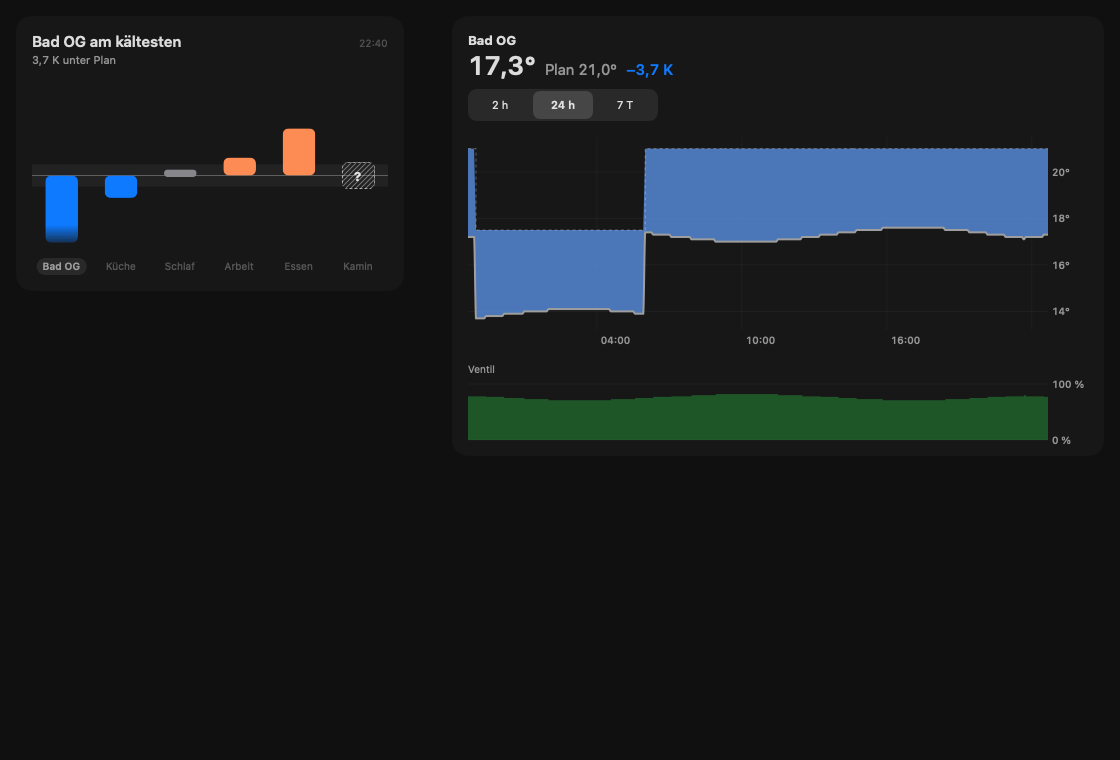 Bad OG am kältesten
22:40
3,7 K unter Plan
?
Bad OG Küche Schlaf Arbeit Essen Kamin
Bad OG
17,3° Plan 21,0° −3,7 K
2 h 24 h 7 T
20°
18°
16°
14°
04:00 10:00 16:00
Ventil
100 %
0 %